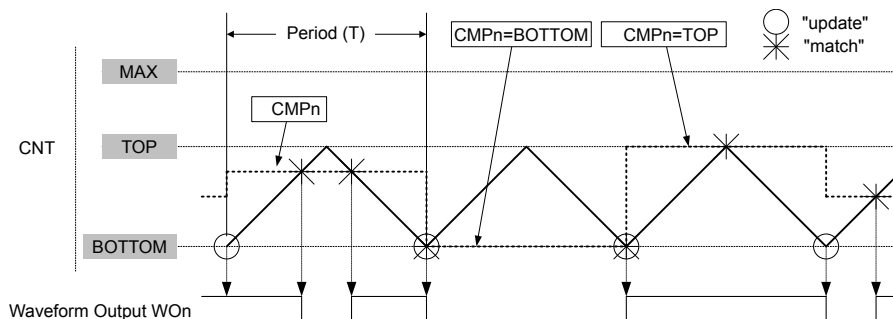 Period (T)
CMPn=BOTTOM
CMPn=TOP
"update"
"match"
MAX
CMPn
CNT
TOP
BOTTOM
Waveform Output WOn